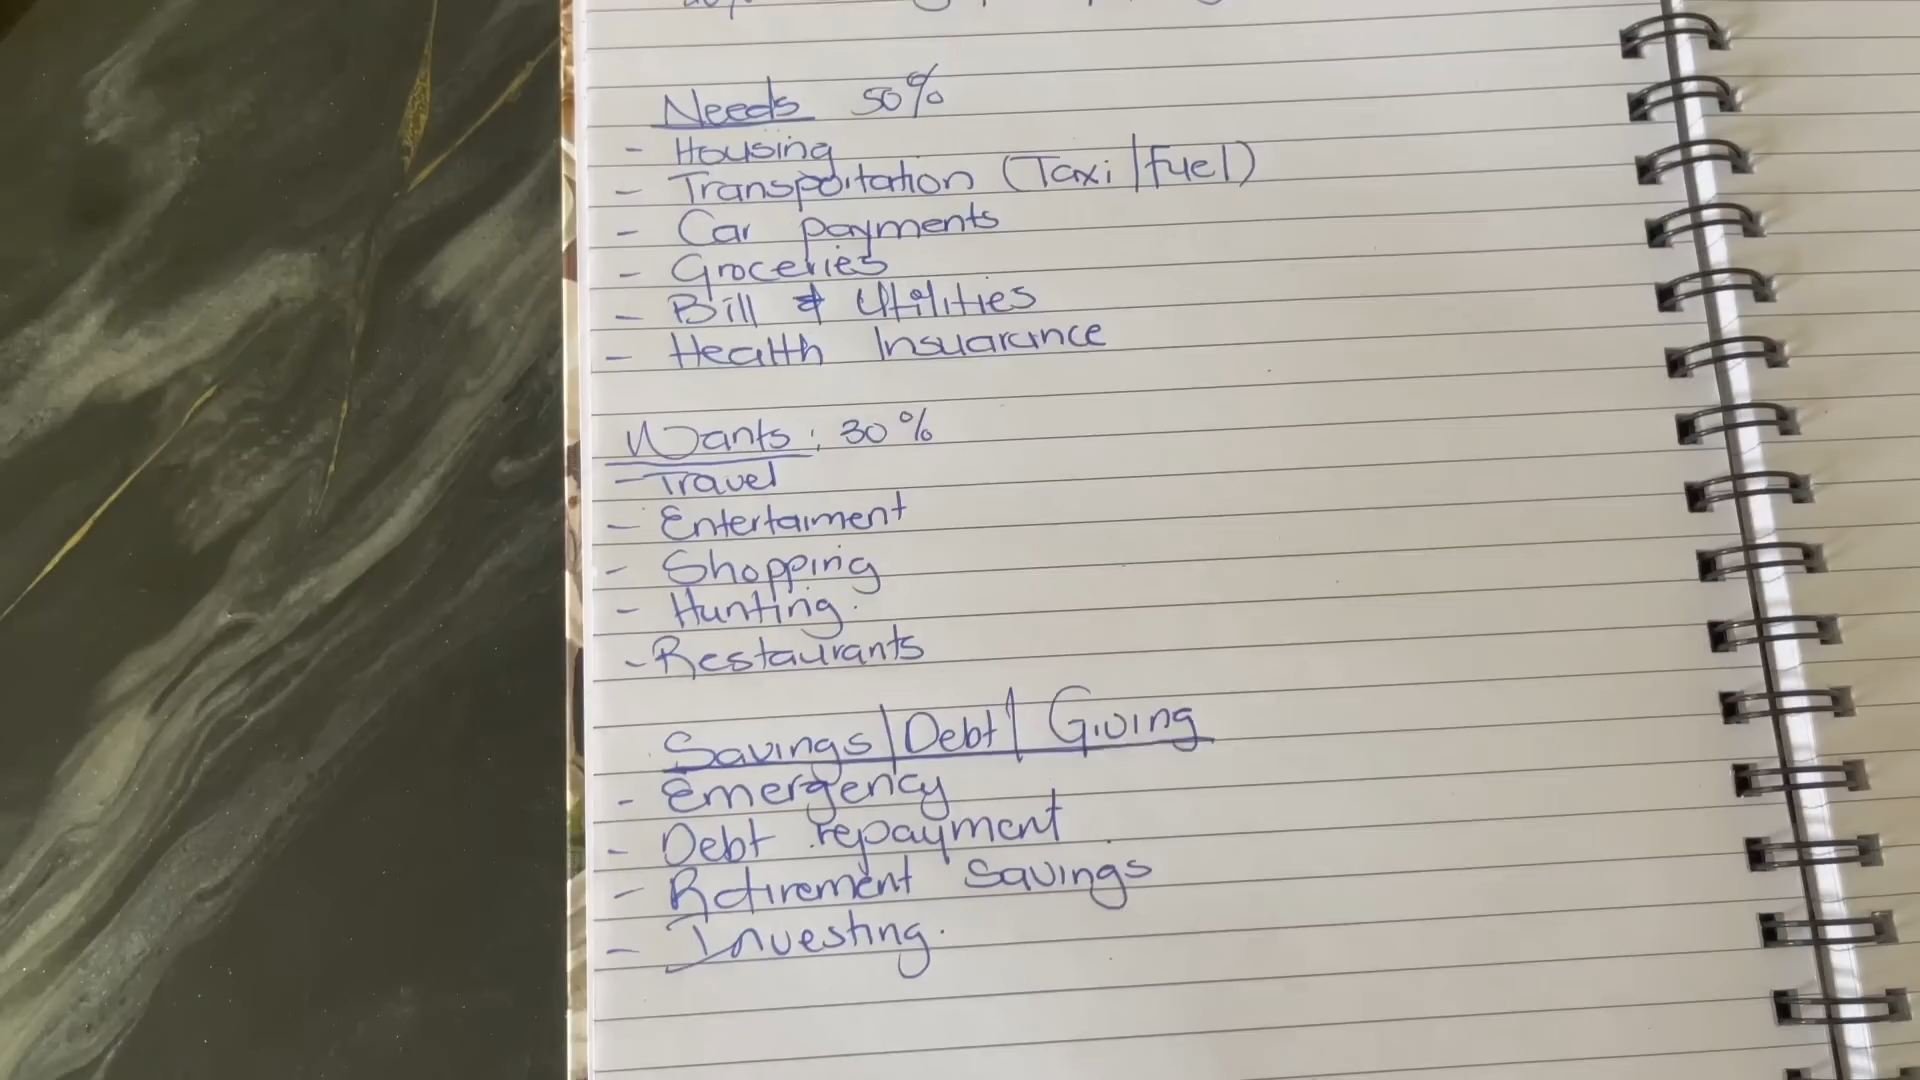 Needs 50%
- Housing
- Transportation (Taxi|fuel)
- Car payments
- Groceries
- Bill & Utilities
- Health Insuarance
Wants : 30%
- Travel
- Entertaiment
- Shopping
- Hunting.
- Restaurants
Savings|Debt| Giving
- Emergency
- Debt repayment
- Retirement Savings
- Investing.